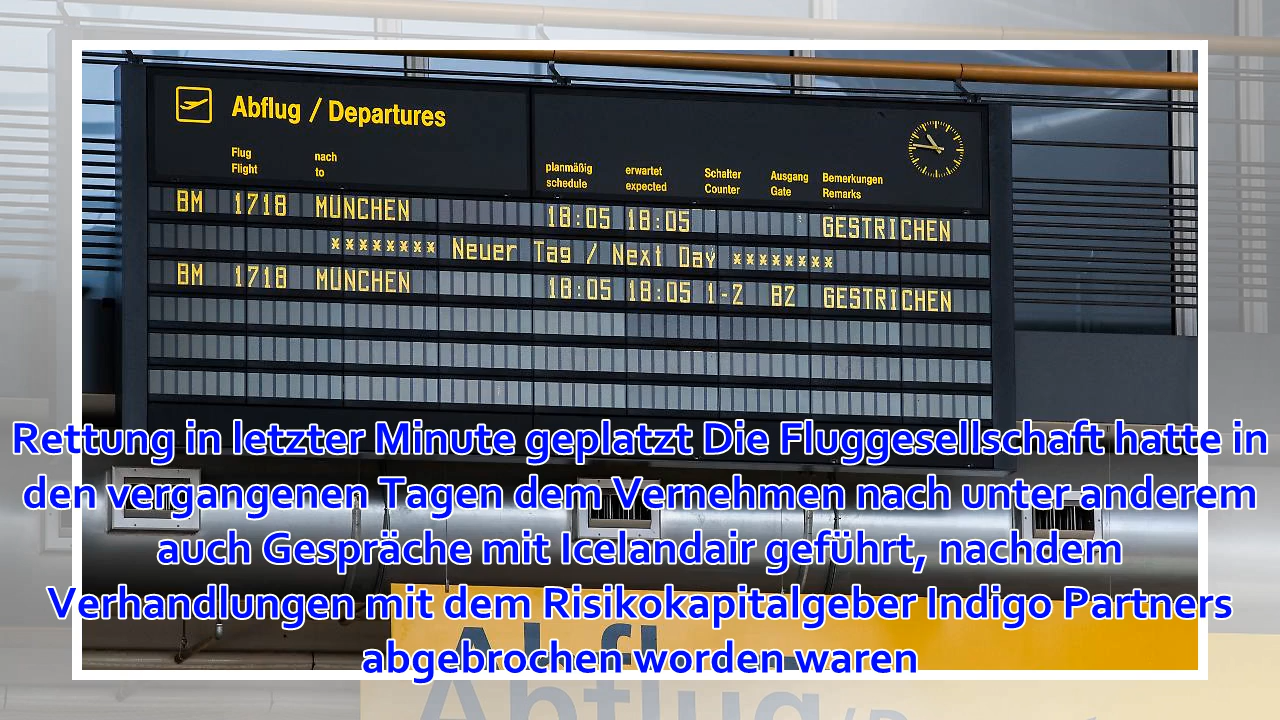 Abflug / Departures
Flug nach planmäßig erwartet Schalter Ausgang Bemerkungen
Flight to schedule expected Counter Gate Remarks
BM 1718 MÜNCHEN 18:05 18:05 GESTRICHEN
******** Neuer Tag / Next Day ********
BM 1718 MÜNCHEN 18:05 18:05 1-2 B2 GESTRICHEN
Rettung in letzter Minute geplatzt Die Fluggesellschaft hatte in
den vergangenen Tagen dem Vernehmen nach unter anderem
auch Gespräche mit Icelandair geführt, nachdem
Verhandlungen mit dem Risikokapitalgeber Indigo Partners
abgebrochen worden waren
Abflug